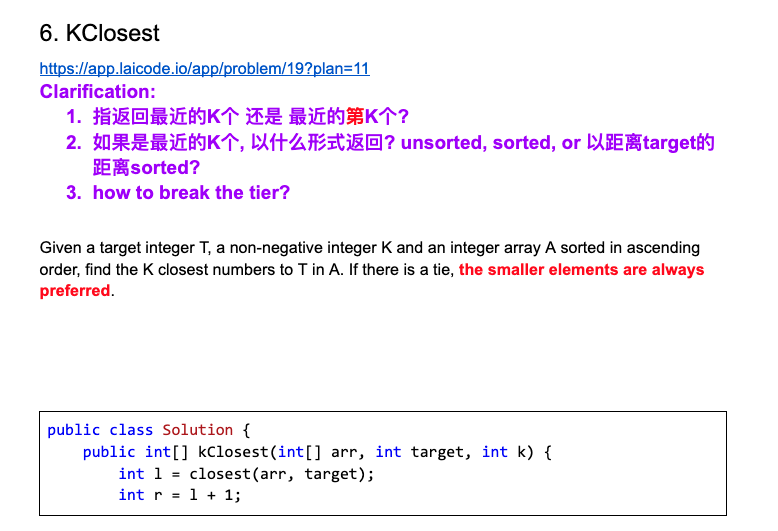 6. KClosest
https://app.laicode.io/app/problem/19?plan=11
Clarification:
1. 指返回最近的K个 还是 最近的第K个?
2. 如果是最近的K个, 以什么形式返回? unsorted, sorted, or 以距离target的
距离sorted?
3. how to break the tier?
Given a target integer T, a non-negative integer K and an integer array A sorted in ascending
order, find the K closest numbers to T in A. If there is a tie, the smaller elements are always
preferred.
public class Solution {
    public int[] kClosest(int[] arr, int target, int k) {
        int l = closest(arr, target);
        int r = l + 1;